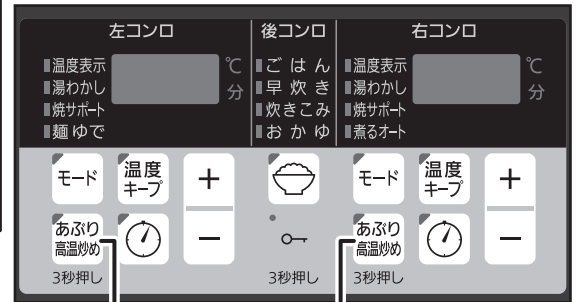 左コンロ
温度表示
湯わかし
焼サポート
麺ゆで
℃
分
後コンロ
ごはん
早炊き
炊きこみ
おかゆ
右コンロ
温度表示
湯わかし
焼サポート
煮るオート
℃
分
モード
温度
キープ
+
あぶり
高温炒め
−
3秒押し
3秒押し
モード
温度
キープ
+
あぶり
高温炒め
−
3秒押し